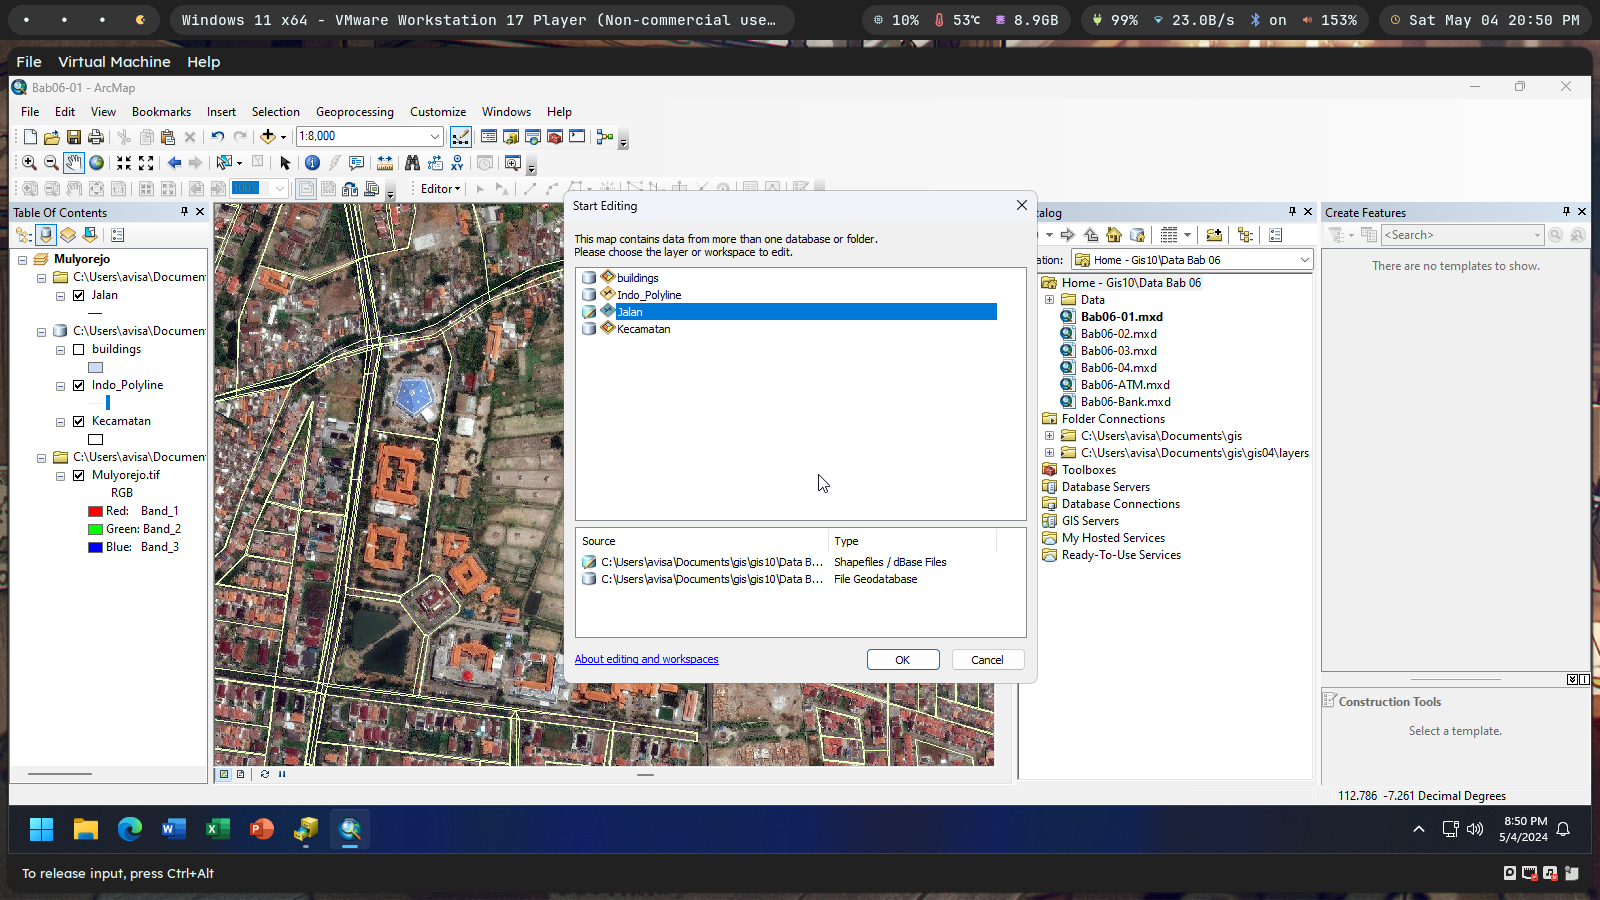 Windows 11 x64 - VMware Workstation 17 Player (Non-commercial use…
10%
53℃
8.9GB
99%
23.0B/s
on
153%
Sat May 04 20:50 PM
File Virtual Machine Help
Bab06-01 - ArcMap
File Edit View Bookmarks Insert Selection Geoprocessing Customize Windows Help
1:8,000
100%
Editor
Table Of Contents
Mulyorejo
C:\Users\avisa\Documen
Jalan
C:\Users\avisa\Documen
buildings
Indo_Polyline
Kecamatan
C:\Users\avisa\Documen
Mulyorejo.tif
RGB
Red: Band_1
Green: Band_2
Blue: Band_3
Start Editing
This map contains data from more than one database or folder.
Please choose the layer or workspace to edit.
buildings
Indo_Polyline
Jalan
Kecamatan
Source Type
C:\Users\avisa\Documents\gis\gis10\Data B... Shapefiles / dBase Files
C:\Users\avisa\Documents\gis\gis10\Data B... File Geodatabase
About editing and workspaces
OK
Cancel
alog
ation: Home - Gis10\Data Bab 06
Home - Gis10\Data Bab 06
Data
Bab06-01.mxd
Bab06-02.mxd
Bab06-03.mxd
Bab06-04.mxd
Bab06-ATM.mxd
Bab06-Bank.mxd
Folder Connections
C:\Users\avisa\Documents\gis
C:\Users\avisa\Documents\gis\gis04\layers
Toolboxes
Database Servers
Database Connections
GIS Servers
My Hosted Services
Ready-To-Use Services
Create Features
<Search>
There are no templates to show.
Construction Tools
Select a template.
112.786 -7.261 Decimal Degrees
8:50 PM
5/4/2024
To release input, press Ctrl+Alt